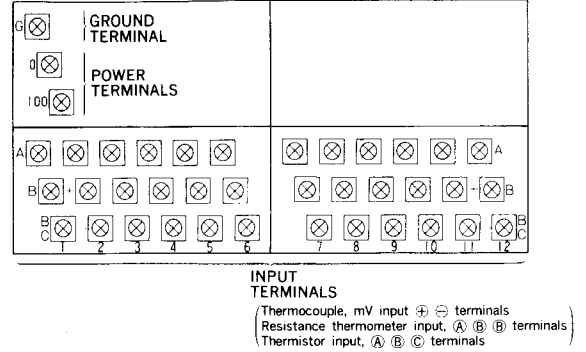 G GROUND
TERMINAL
0 POWER
100 TERMINALS
A A
B + - B
B B
C C
1 2 3 4 5 6 7 8 9 10 11 12
INPUT
TERMINALS
(Thermocouple, mV input ⊕ ⊖ terminals
Resistance thermometer input, Ⓐ Ⓑ Ⓑ terminals
Thermistor input, Ⓐ Ⓑ Ⓒ terminals)